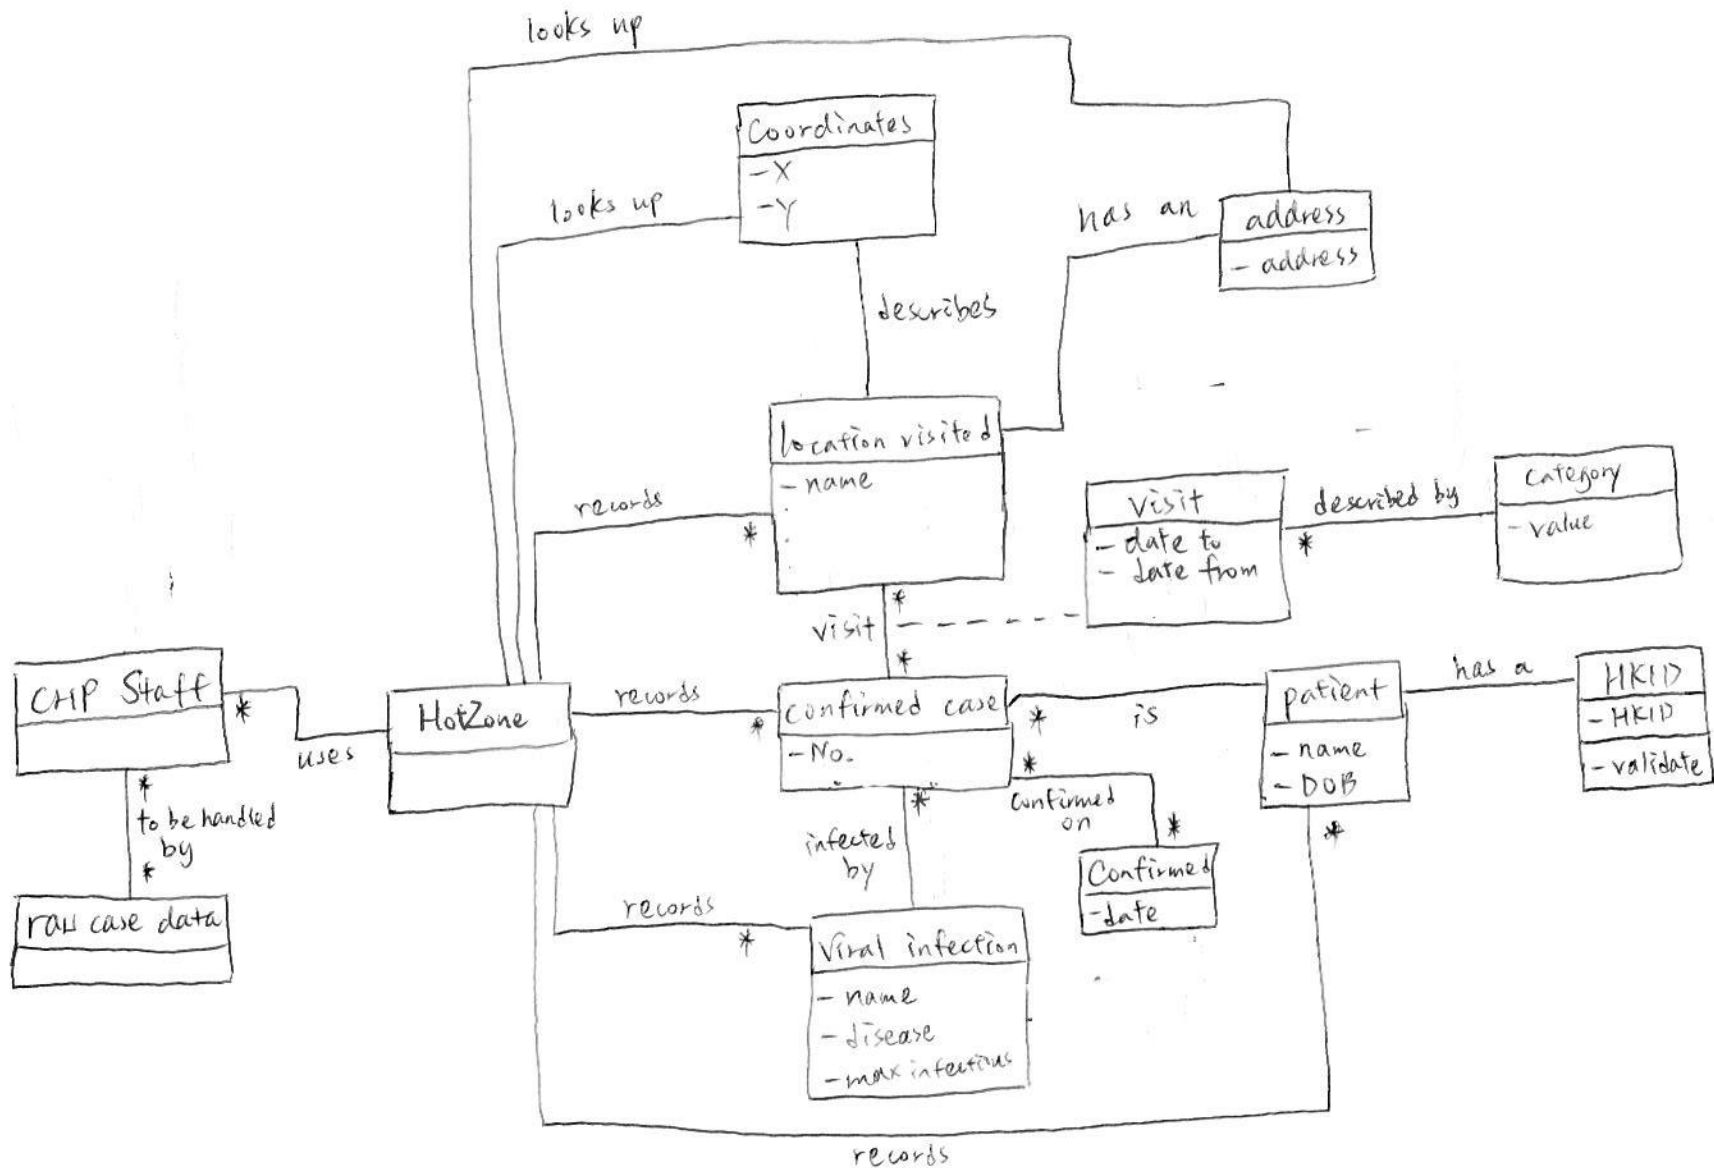 looks up
Coordinates
- X
- Y
looks up
has an
address
- address
describes
location visited
- name
records
*
Visit
- date to
- date from
*
described by
Category
- value
*
visit
*
CHP Staff
*
uses
HotZone
records
*
Confirmed case
- No.
*
is
patient
- name
- DOB
*
has a
HKID
- HKID
- validate
*
to be handled
by
*
raw case data
*
infected
by
*
confirmed
on
*
Confirmed
- date
records
*
Viral infection
- name
- disease
- max infectious
records